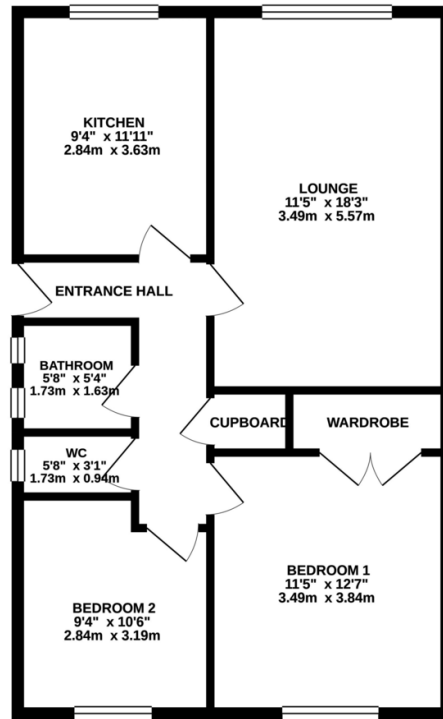 KITCHEN
9'4" x 11'11"
2.84m x 3.63m
LOUNGE
11'5" x 18'3"
3.49m x 5.57m
ENTRANCE HALL
BATHROOM
5'8" x 5'4"
1.73m x 1.63m
CUPBOARD
WARDROBE
WC
5'8" x 3'1"
1.73m x 0.94m
BEDROOM 1
11'5" x 12'7"
3.49m x 3.84m
BEDROOM 2
9'4" x 10'6"
2.84m x 3.19m